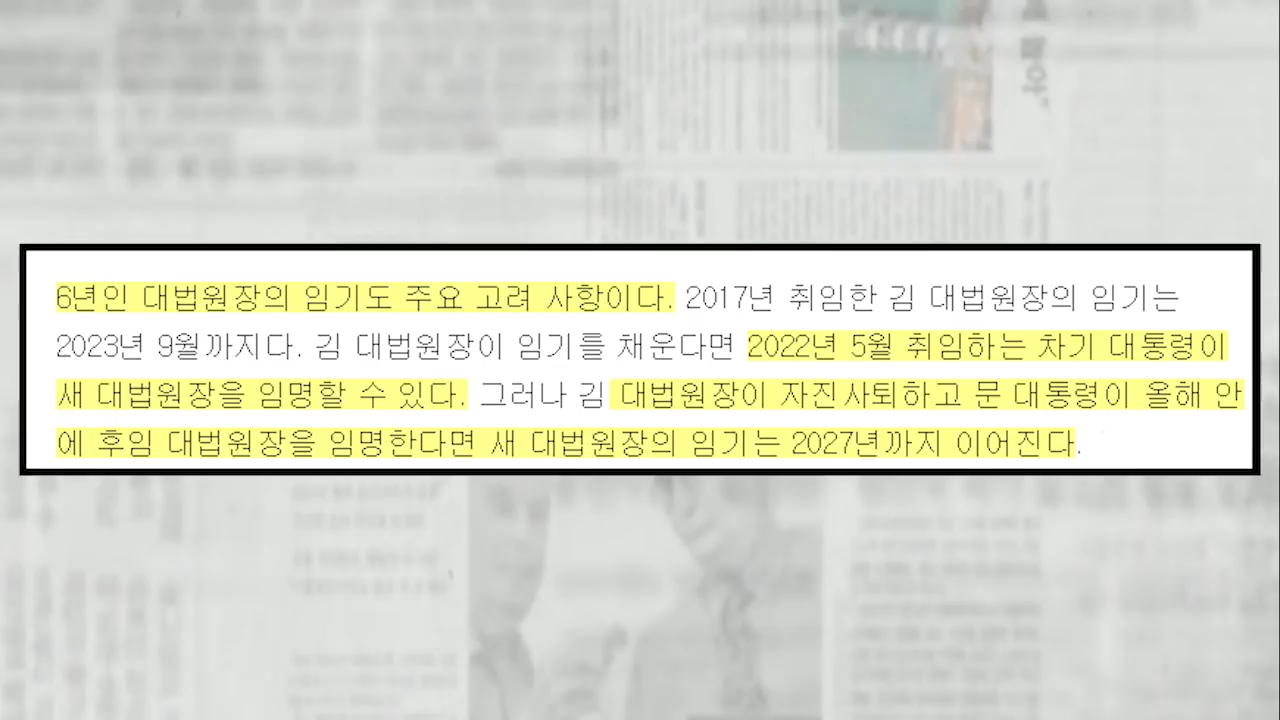 6년인 대법원장의 임기도 주요 고려 사항이다. 2017년 취임한 김 대법원장의 임기는
2023년 9월까지다. 김 대법원장이 임기를 채운다면 2022년 5월 취임하는 차기 대통령이
새 대법원장을 임명할 수 있다. 그러나 김 대법원장이 자진사퇴하고 문 대통령이 올해 안
에 후임 대법원장을 임명한다면 새 대법원장의 임기는 2027년까지 이어진다.